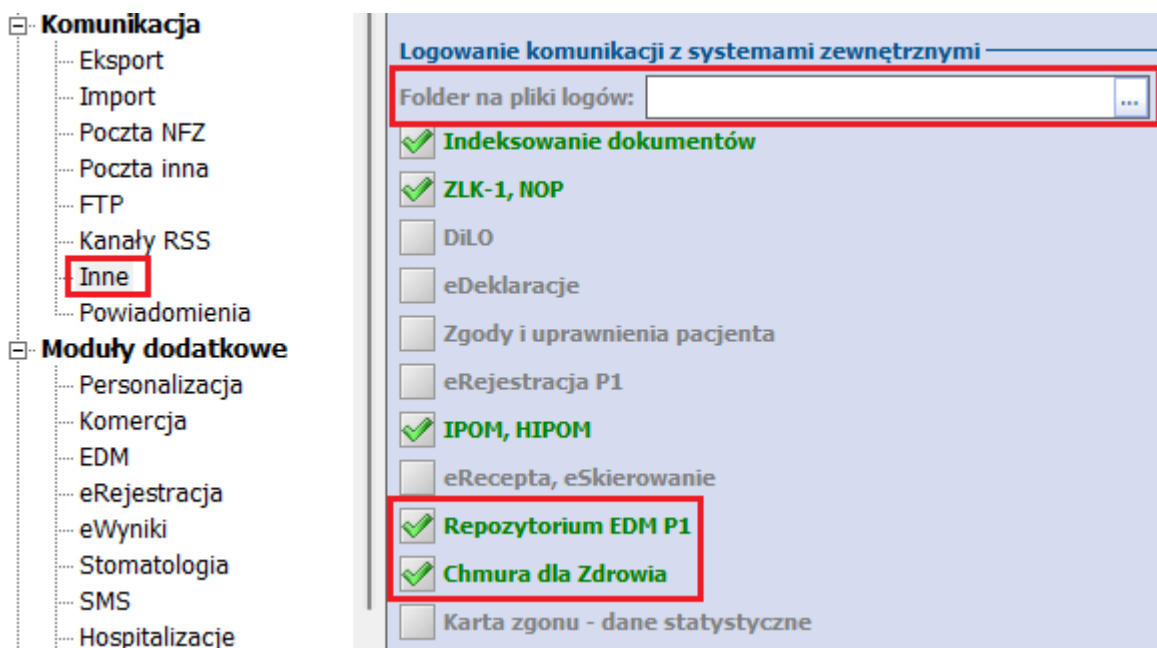 Komunikacja
Eksport
Import
Poczta NFZ
Poczta inna
FTP
Kanały RSS
Inne
Powiadomienia
Moduły dodatkowe
Personalizacja
Komercja
EDM
eRejestracja
eWyniki
Stomatologia
SMS
Hospitalizacje
Logowanie komunikacji z systemami zewnętrznymi
Folder na pliki logów: ...
Indeksowanie dokumentów
ZLK-1, NOP
DiLO
eDeklaracje
Zgody i uprawnienia pacjenta
eRejestracja P1
IPOM, HIPOM
eRecepta, eSkierowanie
Repozytorium EDM P1
Chmura dla Zdrowia
Karta zgonu - dane statystyczne